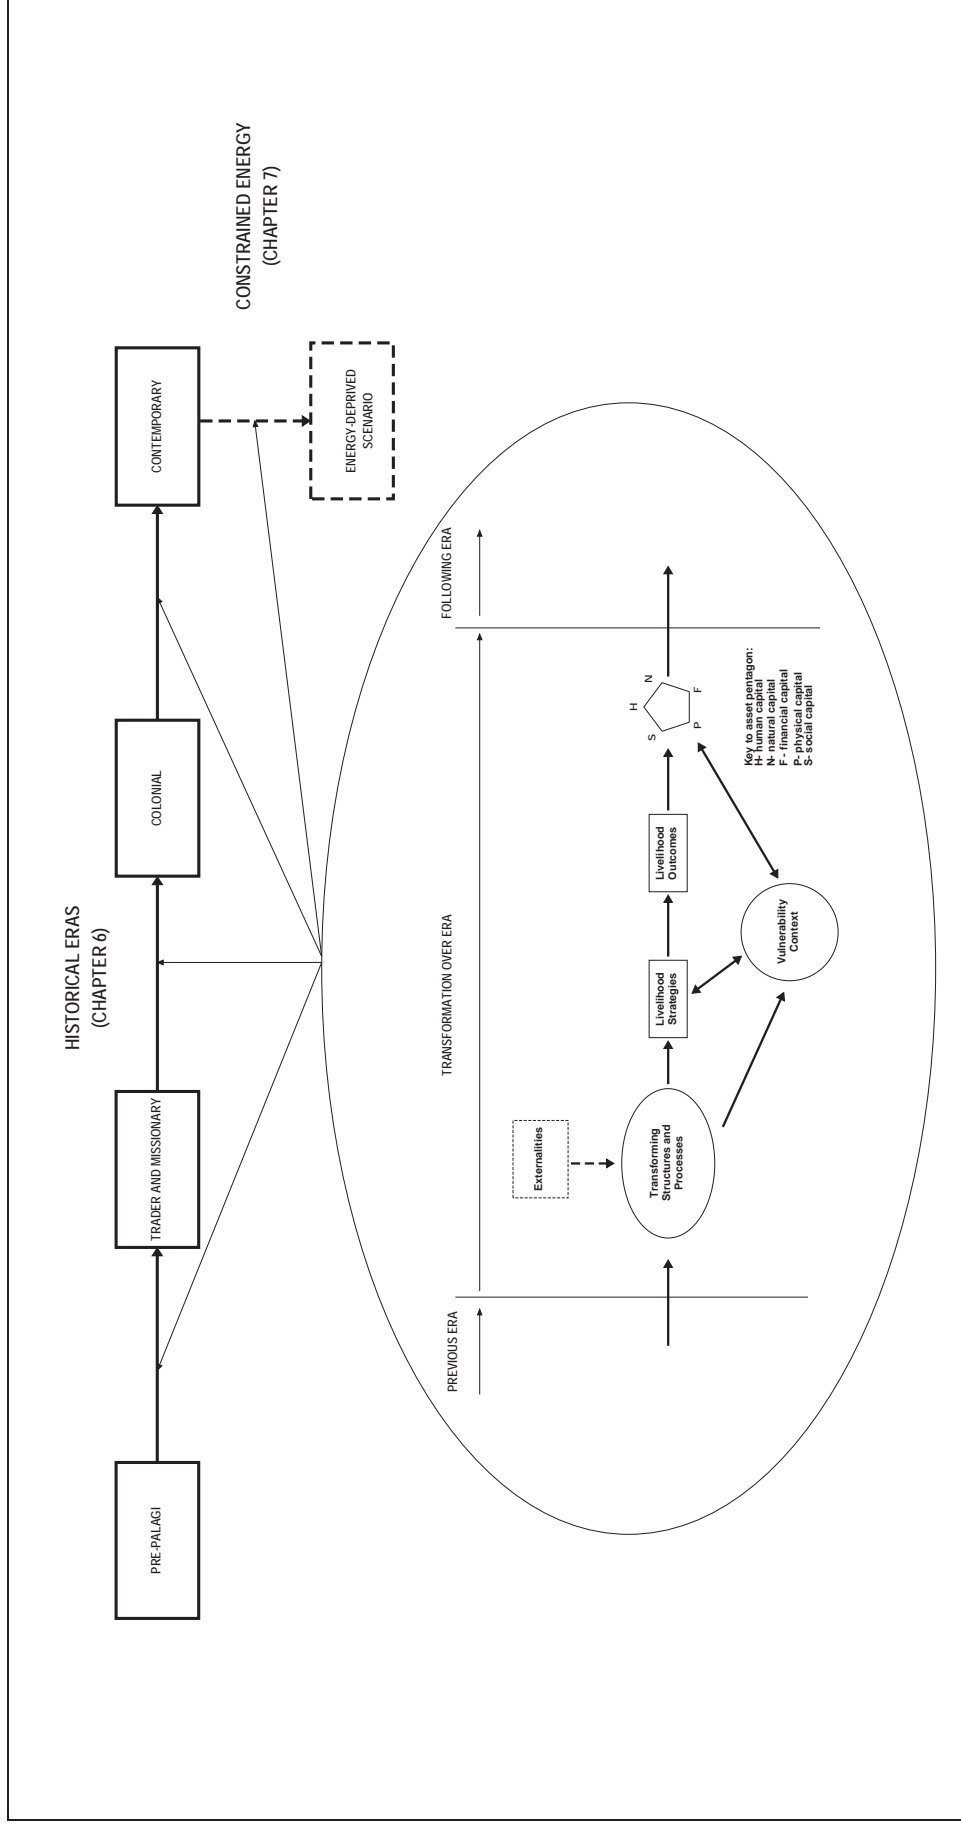 HISTORICAL ERAS
(CHAPTER 6)
CONSTRAINED ENERGY
(CHAPTER 7)
PRE-PALAGI
TRADER AND MISSIONARY
COLONIAL
CONTEMPORARY
ENERGY-DEPRIVED
SCENARIO
PREVIOUS ERA
TRANSFORMATION OVER ERA
FOLLOWING ERA
Externalities
Transforming
Structures and
Processes
Livelihood
Strategies
Livelihood
Outcomes
S
H
N
P
F
Vulnerability
Context
Key to asset pentagon:
H- human capital
N- natural capital
F - financial capital
P- physical capital
S- social capital